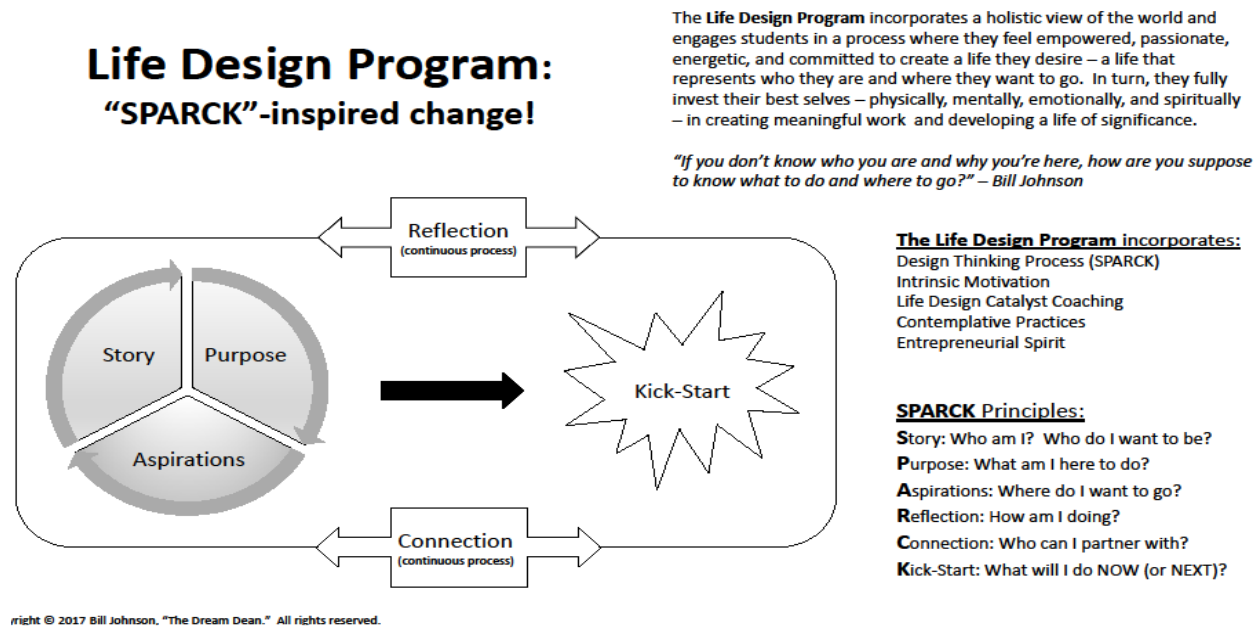 Life Design Program:
“SPARCK”-inspired change!
The Life Design Program incorporates a holistic view of the world and
engages students in a process where they feel empowered, passionate,
energetic, and committed to create a life they desire – a life that
represents who they are and where they want to go.  In turn, they fully
invest their best selves – physically, mentally, emotionally, and spiritually
– in creating meaningful work  and developing a life of significance.
“If you don’t know who you are and why you’re here, how are you suppose
to know what to do and where to go?” – Bill Johnson
Reflection
(continuous process)
Story
Purpose
Aspirations
Kick-Start
Connection
(continuous process)
The Life Design Program incorporates:
Design Thinking Process (SPARCK)
Intrinsic Motivation
Life Design Catalyst Coaching
Contemplative Practices
Entrepreneurial Spirit
SPARCK Principles:
Story: Who am I?  Who do I want to be?
Purpose: What am I here to do?
Aspirations: Where do I want to go?
Reflection: How am I doing?
Connection: Who can I partner with?
Kick-Start: What will I do NOW (or NEXT)?
© 2017 Bill Johnson, “The Dream Dean.”  All rights reserved.